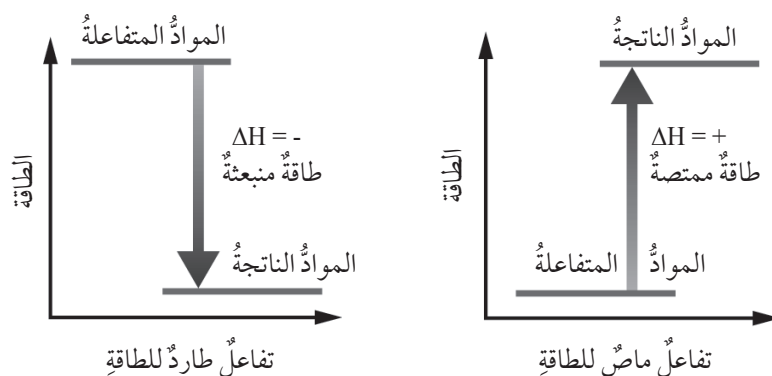 الموادُّ المتفاعلةُ
ΔH = -
طاقةٌ منبعثةٌ
الطاقة
الموادُّ الناتجةُ
تفاعلٌ طاردٌ للطاقةِ
الموادُّ الناتجةُ
ΔH = +
طاقةٌ ممتصةٌ
الطاقة
الموادُّ المتفاعلةُ
تفاعلٌ ماصٌ للطاقةِ